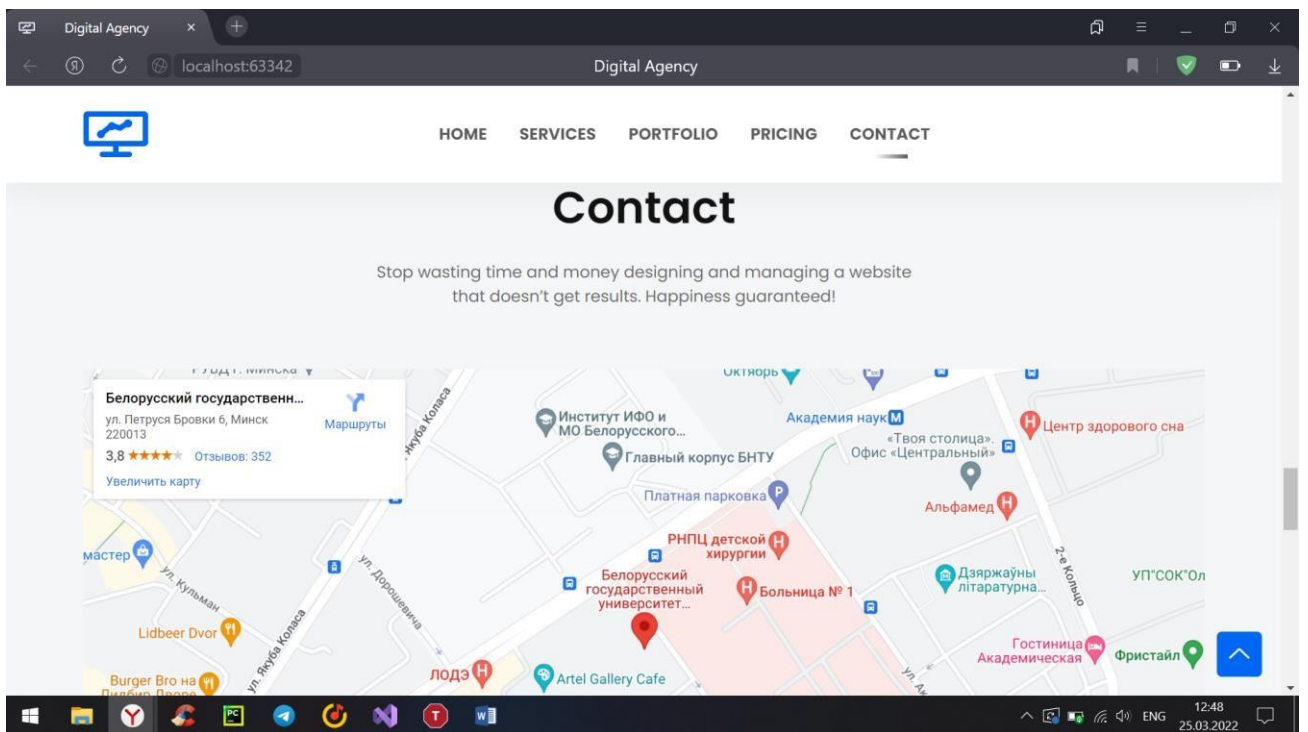 Digital Agency
localhost:63342
Digital Agency
HOME SERVICES PORTFOLIO PRICING CONTACT
Contact
Stop wasting time and money designing and managing a website
that doesn’t get results. Happiness guaranteed!
Белорусский государственн...
ул. Петруся Бровки 6, Минск
220013
3,8
Отзывов: 352
Маршруты
Увеличить карту
Якуба Коласа
Октябрь
Институт ИФО и
МО Белорусского...
Академия наук
M
Центр здорового сна
«Твоя столица».
Офис «Центральный»
Главный корпус БНТУ
Платная парковка
P
Альфамед
РНПЦ детской
хирургии
мастер
ул. Кульман
ул. Дорошевича
Белорусский
государственный
университет...
Больница № 1
Дзяржаўны
літаратурна...
2-е Кольцо
УП"СОК"Ол
Lidbeer Dvor
ул. Якуба Коласа
Гостиница
Академическая
Фристайл
Burger Bro на
ЛОДЭ
Artel Gallery Cafe
ENG
12:48
25.03.2022